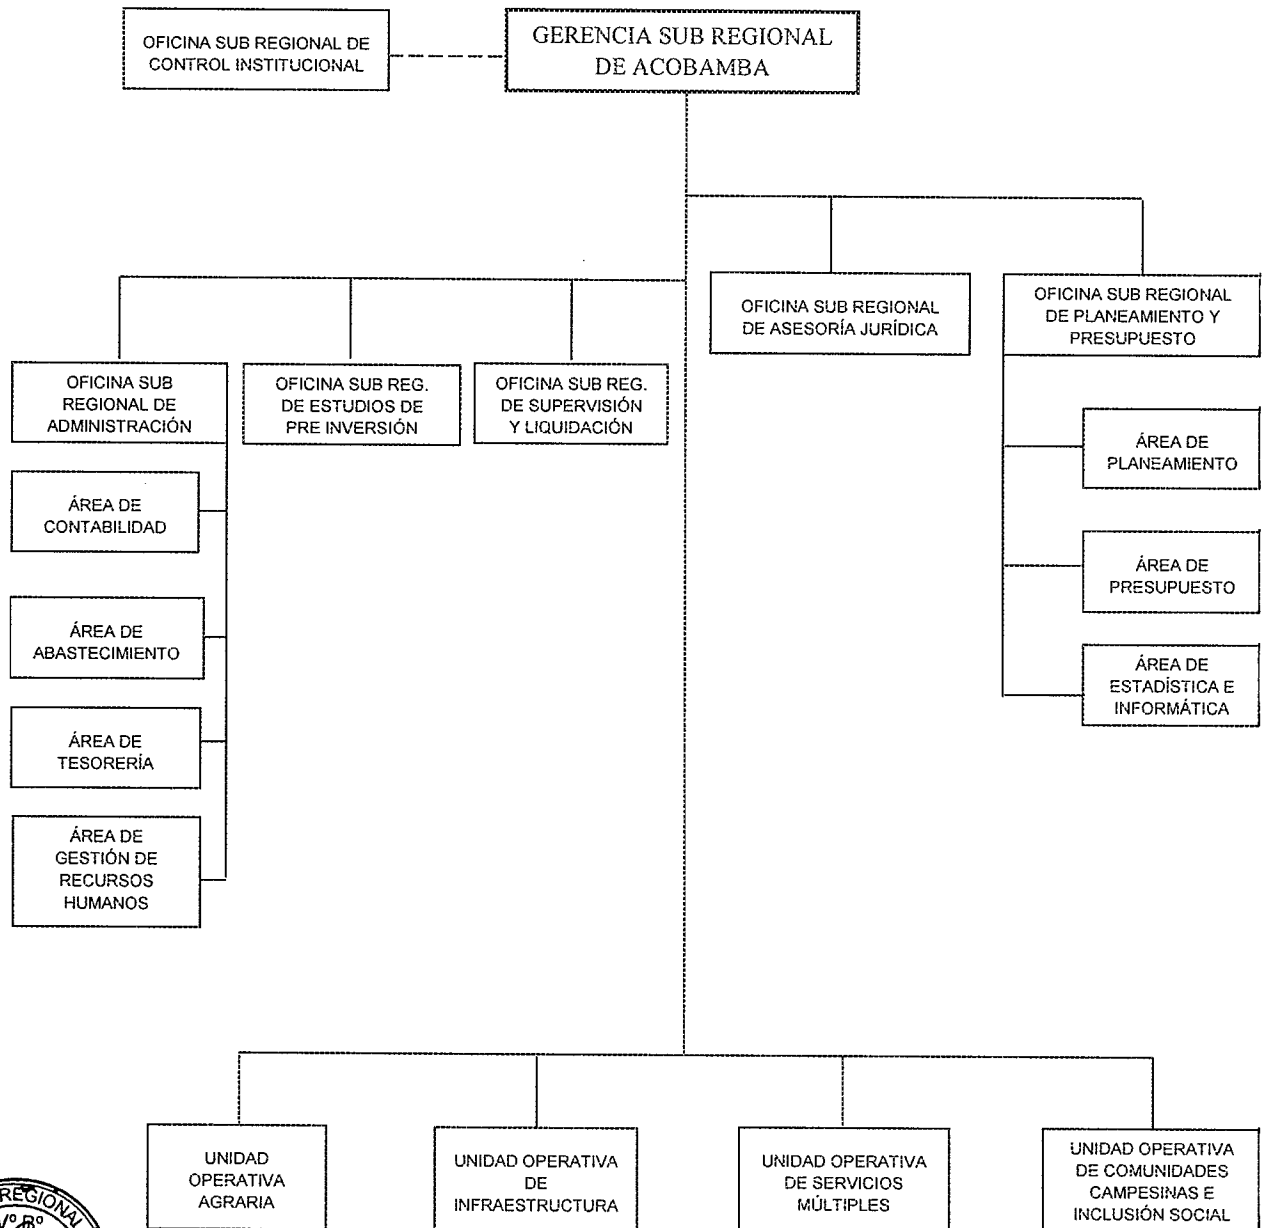 OFICINA SUB REGIONAL DE
CONTROL INSTITUCIONAL
GERENCIA SUB REGIONAL
DE ACOBAMBA
OFICINA SUB REGIONAL
DE ASESORÍA JURÍDICA
OFICINA SUB REGIONAL
DE PLANEAMIENTO Y
PRESUPUESTO
OFICINA SUB
REGIONAL DE
ADMINISTRACIÓN
OFICINA SUB REG.
DE ESTUDIOS DE
PRE INVERSIÓN
OFICINA SUB REG.
DE SUPERVISIÓN
Y LIQUIDACIÓN
ÁREA DE
PLANEAMIENTO
ÁREA DE
CONTABILIDAD
ÁREA DE
PRESUPUESTO
ÁREA DE
ABASTECIMIENTO
ÁREA DE
ESTADÍSTICA E
INFORMÁTICA
ÁREA DE
TESORERÍA
ÁREA DE
GESTIÓN DE
RECURSOS
HUMANOS
UNIDAD
OPERATIVA
AGRARIA
UNIDAD OPERATIVA
DE
INFRAESTRUCTURA
UNIDAD OPERATIVA
DE SERVICIOS
MÚLTIPLES
UNIDAD OPERATIVA
DE COMUNIDADES
CAMPESINAS E
INCLUSIÓN SOCIAL
REGIONAL
Vº Bº